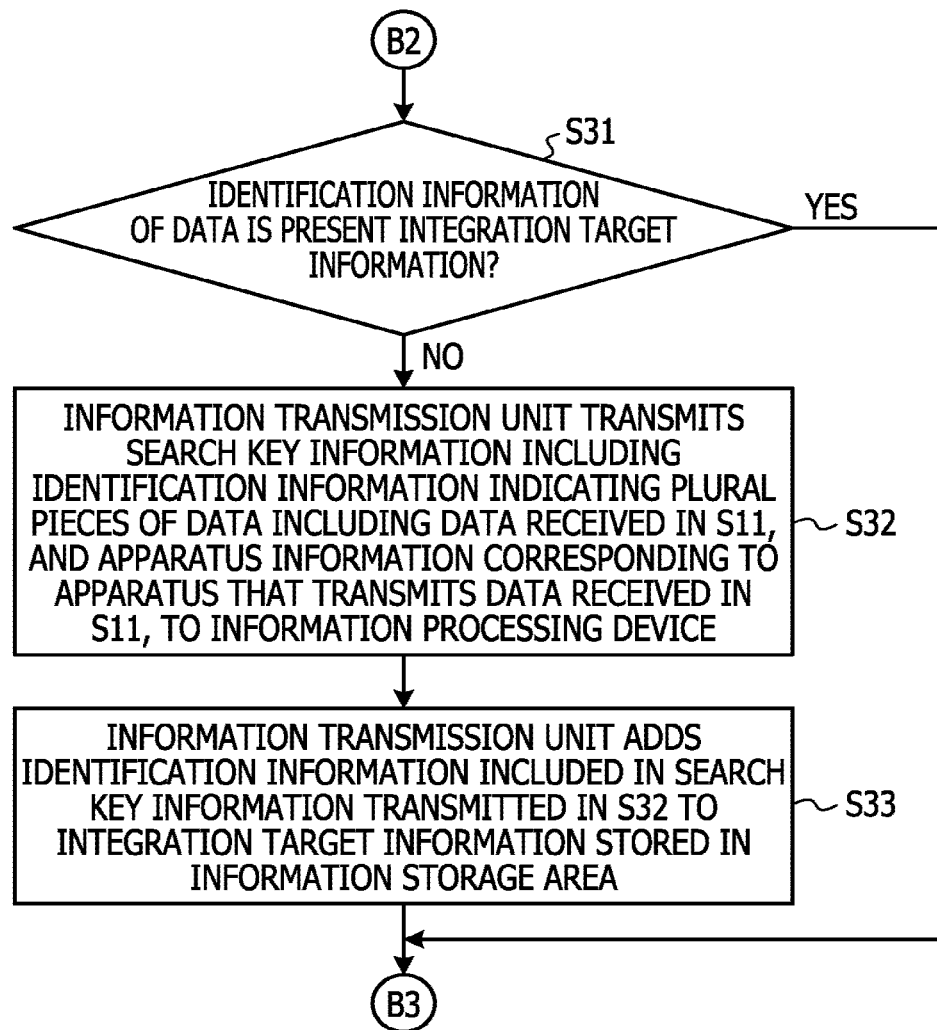 B2
S31
IDENTIFICATION INFORMATION
OF DATA IS PRESENT INTEGRATION TARGET
INFORMATION?
YES
NO
INFORMATION TRANSMISSION UNIT TRANSMITS
SEARCH KEY INFORMATION INCLUDING
IDENTIFICATION INFORMATION INDICATING PLURAL
PIECES OF DATA INCLUDING DATA RECEIVED IN S11,
AND APPARATUS INFORMATION CORRESPONDING TO
APPARATUS THAT TRANSMITS DATA RECEIVED IN
S11, TO INFORMATION PROCESSING DEVICE
S32
INFORMATION TRANSMISSION UNIT ADDS
IDENTIFICATION INFORMATION INCLUDED IN SEARCH
KEY INFORMATION TRANSMITTED IN S32 TO
INTEGRATION TARGET INFORMATION STORED IN
INFORMATION STORAGE AREA
S33
B3